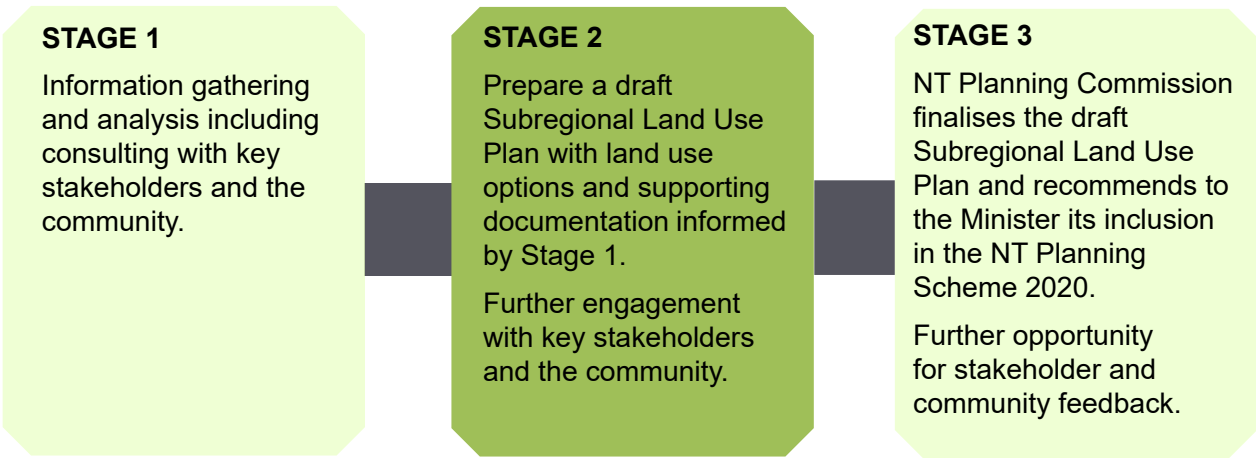 STAGE 1
Information gathering
and analysis including
consulting with key
stakeholders and the
community.
STAGE 2
Prepare a draft
Subregional Land Use
Plan with land use
options and supporting
documentation informed
by Stage 1.
Further engagement
with key stakeholders
and the community.
STAGE 3
NT Planning Commission
finalises the draft
Subregional Land Use
Plan and recommends to
the Minister its inclusion
in the NT Planning
Scheme 2020.
Further opportunity
for stakeholder and
community feedback.